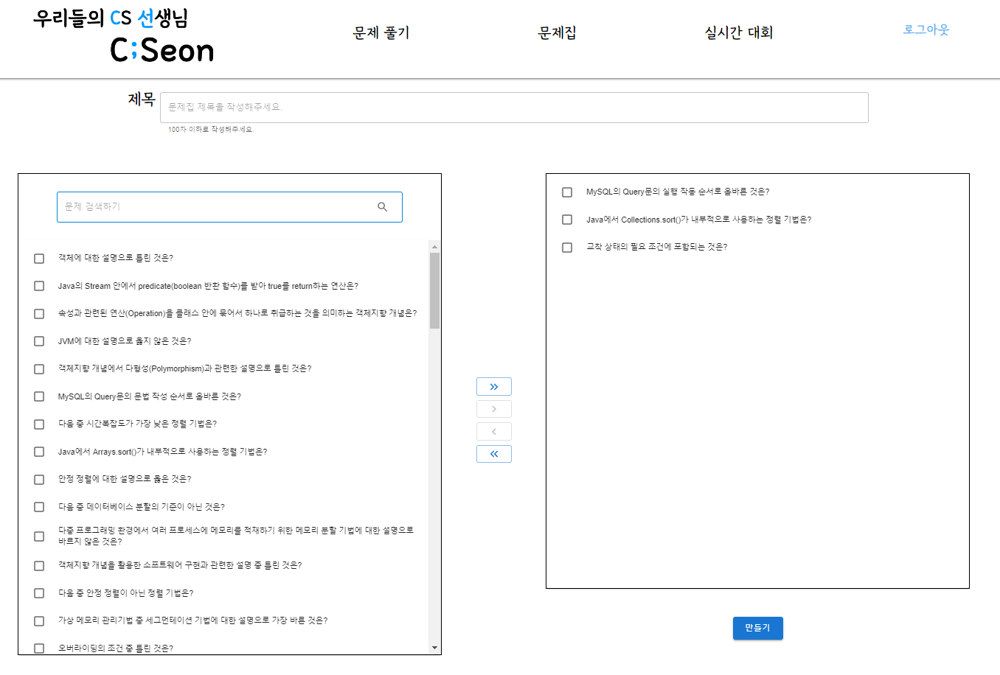 우리들의 CS 선생님
C;Seon
문제 풀기
문제집
실시간 대회
로그아웃
제목
문제집 제목을 작성해주세요.
100자 이하로 작성해주세요.
문제 검색하기
객체에 대한 설명으로 틀린 것은?
Java의 Stream 안에서 predicate(boolean 반환 함수)를 받아 true를 return하는 연산은?
속성과 관련된 연산(Operation)을 클래스 안에 묶어서 하나로 취급하는 것을 의미하는 객체지향 개념은?
JVM에 대한 설명으로 옳지 않은 것은?
객체지향 개념에서 다형성(Polymorphism)과 관련한 설명으로 틀린 것은?
MySQL의 Query문의 문법 작성 순서로 올바른 것은?
다음 중 시간복잡도가 가장 낮은 정렬 기법은?
Java에서 Arrays.sort()가 내부적으로 사용하는 정렬 기법은?
안정 정렬에 대한 설명으로 옳은 것은?
다음 중 데이터베이스 분할의 기준이 아닌 것은?
다중 프로그래밍 환경에서 여러 프로세스에 메모리를 적재하기 위한 메모리 분할 기법에 대한 설명으로
바르지 않은 것은?
객체지향 개념을 활용한 소프트웨어 구현과 관련한 설명 중 틀린 것은?
다음 중 안정 정렬이 아닌 정렬 기법은?
가상 메모리 관리기법 중 세그먼테이션 기법에 대한 설명으로 가장 바른 것은?
오버라이딩의 조건 중 틀린 것은?
MySQL의 Query문의 실행 작동 순서로 올바른 것은?
Java에서 Collections.sort()가 내부적으로 사용하는 정렬 기법은?
교착 상태의 필요 조건에 포함되는 것은?
만들기